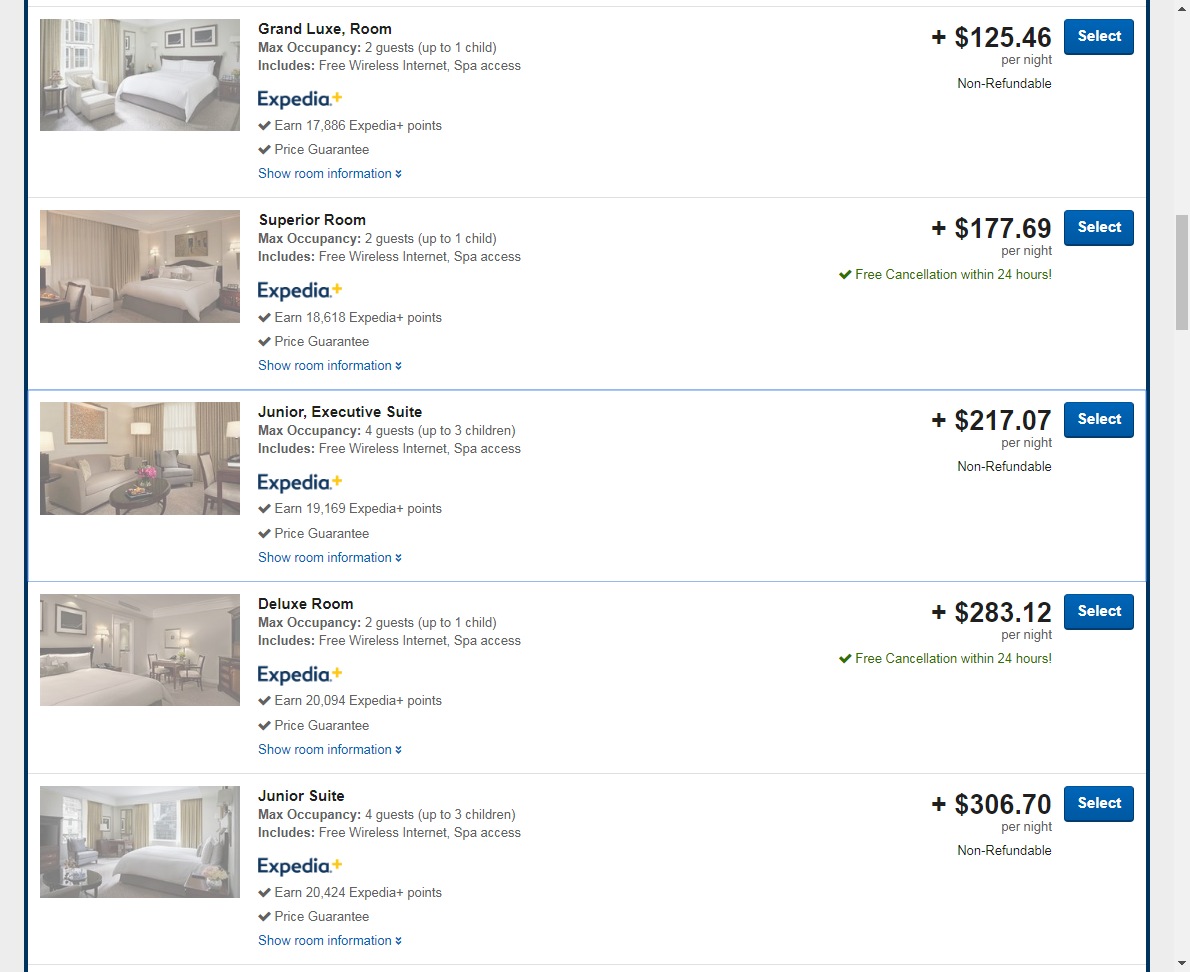 Grand Luxe, Room
Max Occupancy: 2 guests (up to 1 child)
Includes: Free Wireless Internet, Spa access
Expedia.+
Earn 17,886 Expedia+ points
Price Guarantee
Show room information
+ $125.46
per night
Non-Refundable
Select
Superior Room
Max Occupancy: 2 guests (up to 1 child)
Includes: Free Wireless Internet, Spa access
Expedia.+
Earn 18,618 Expedia+ points
Price Guarantee
Show room information
+ $177.69
per night
Free Cancellation within 24 hours!
Select
Junior, Executive Suite
Max Occupancy: 4 guests (up to 3 children)
Includes: Free Wireless Internet, Spa access
Expedia.+
Earn 19,169 Expedia+ points
Price Guarantee
Show room information
+ $217.07
per night
Non-Refundable
Select
Deluxe Room
Max Occupancy: 2 guests (up to 1 child)
Includes: Free Wireless Internet, Spa access
Expedia.+
Earn 20,094 Expedia+ points
Price Guarantee
Show room information
+ $283.12
per night
Free Cancellation within 24 hours!
Select
Junior Suite
Max Occupancy: 4 guests (up to 3 children)
Includes: Free Wireless Internet, Spa access
Expedia.+
Earn 20,424 Expedia+ points
Price Guarantee
Show room information
+ $306.70
per night
Non-Refundable
Select